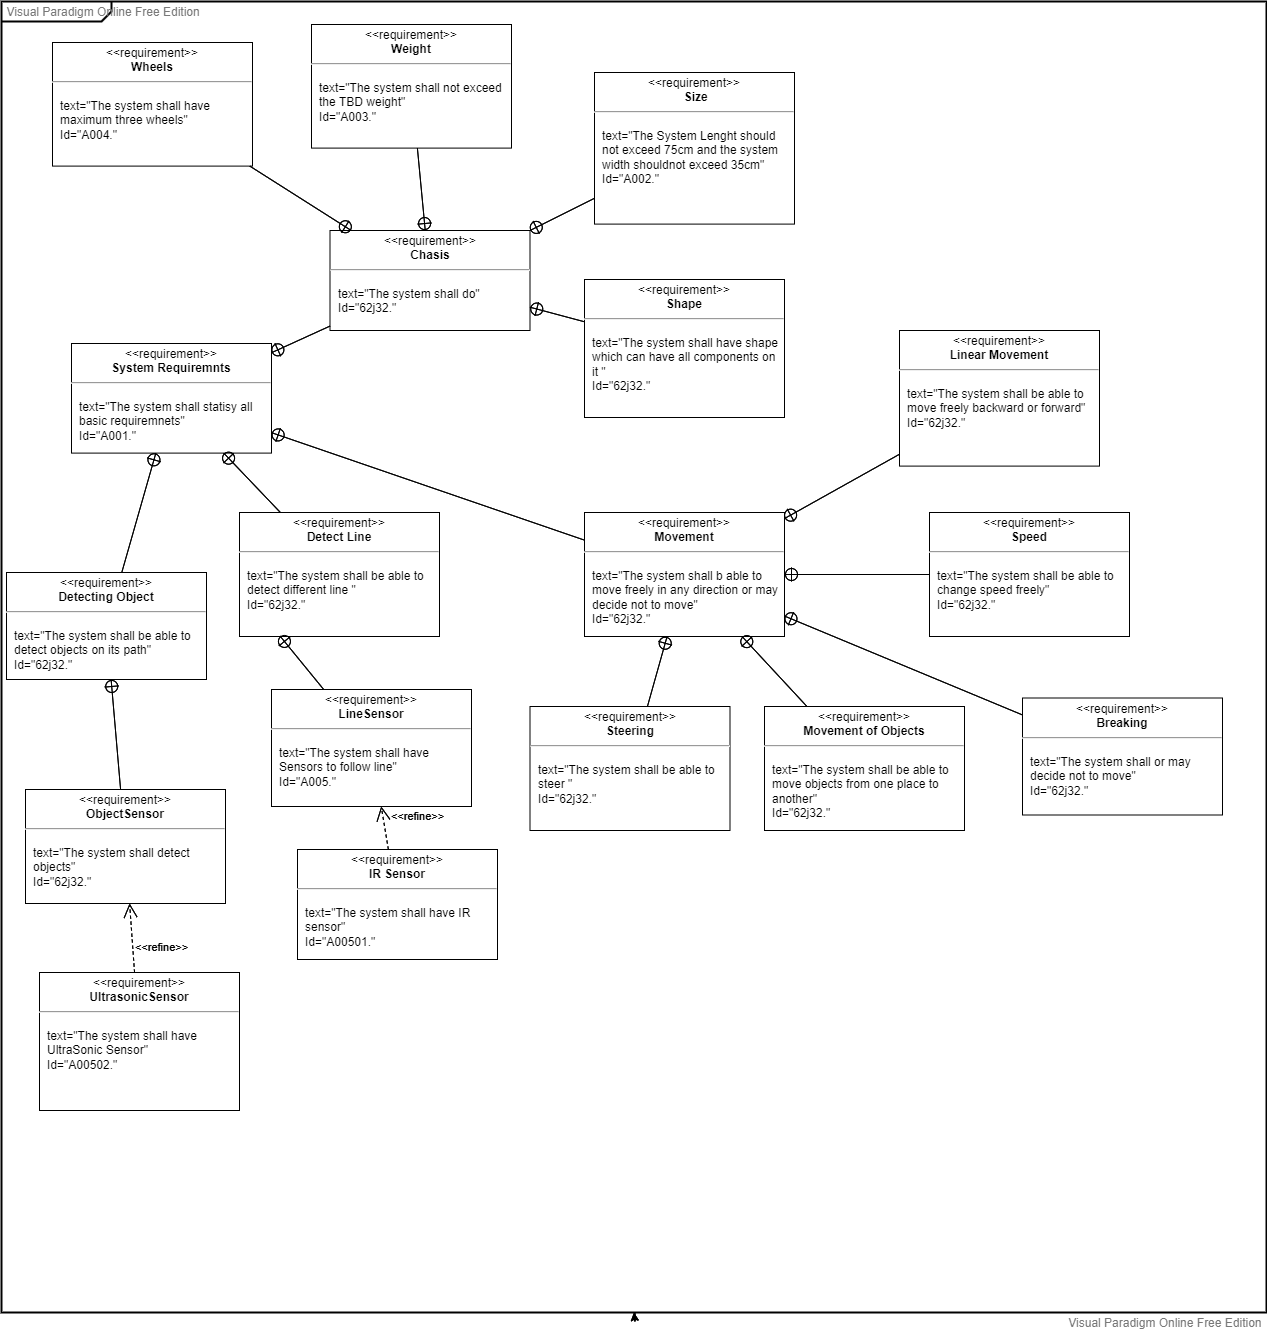 Visual Paradigm Online Free Edition
<<requirement>>
Wheels
text="The system shall have
maximum three wheels"
Id="A004."
<<requirement>>
Weight
text="The system shall not exceed
the TBD weight"
Id="A003."
<<requirement>>
Size
text="The System Lenght should
not exceed 75cm and the system
width shouldnot exceed 35cm"
Id="A002."
<<requirement>>
Chasis
text="The system shall do"
Id="62j32."
<<requirement>>
Shape
text="The system shall have shape
which can have all components on
it "
Id="62j32."
<<requirement>>
System Requiremnts
text="The system shall statisy all
basic requiremnets"
Id="A001."
<<requirement>>
Linear Movement
text="The system shall be able to
move freely backward or forward"
Id="62j32."
<<requirement>>
Detect Line
text="The system shall be able to
detect different line "
Id="62j32."
<<requirement>>
Movement
text="The system shall b able to
move freely in any direction or may
decide not to move"
Id="62j32."
<<requirement>>
Speed
text="The system shall be able to
change speed freely"
Id="62j32."
<<requirement>>
Detecting Object
text="The system shall be able to
detect objects on its path"
Id="62j32."
<<requirement>>
LineSensor
text="The system shall have
Sensors to follow line"
Id="A005."
<<requirement>>
Steering
text="The system shall be able to
steer "
Id="62j32."
<<requirement>>
Movement of Objects
text="The system shall be able to
move objects from one place to
another"
Id="62j32."
<<requirement>>
Breaking
text="The system shall or may
decide not to move"
Id="62j32."
<<requirement>>
ObjectSensor
text="The system shall detect
objects"
Id="62j32."
<<refine>>
<<requirement>>
IR Sensor
text="The system shall have IR
sensor"
Id="A00501."
<<refine>>
<<requirement>>
UltrasonicSensor
text="The system shall have
UltraSonic Sensor"
Id="A00502."
Visual Paradigm Online Free Edition